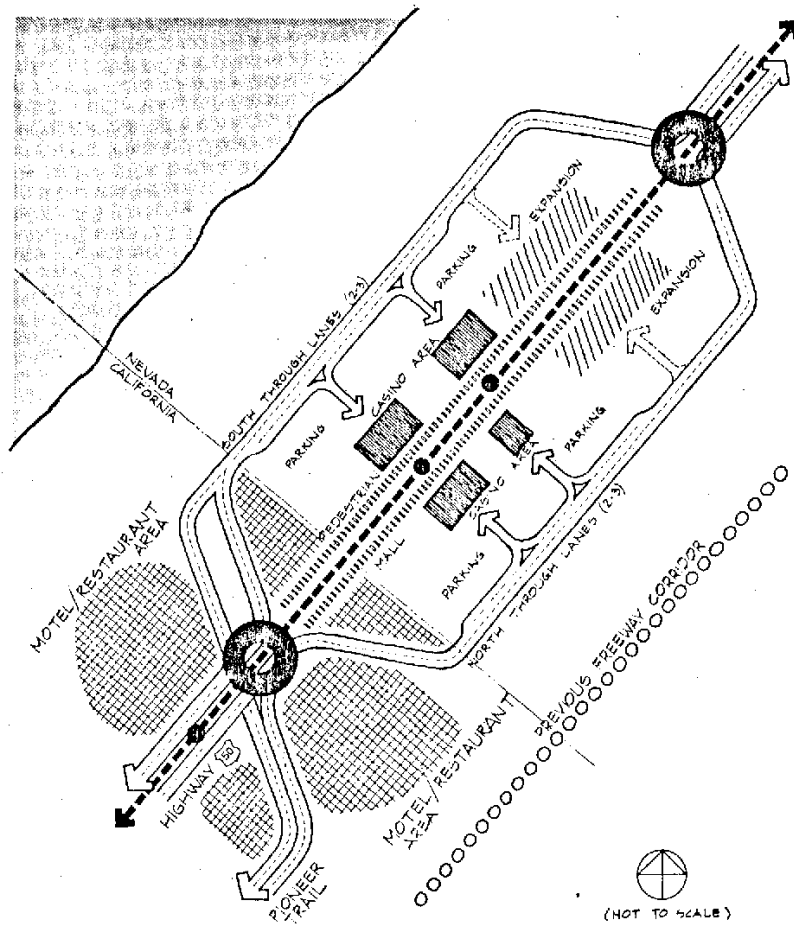 EXPANSION
EXPANSION
PARKING
NEVADA
CALIFORNIA
SOUTH THROUGH LANES (2-3)
CASINO AREA
PARKING
PARKING
CASINO AREA
PEDESTRIAN
MALL
PARKING
NORTH THROUGH LANES (2-3)
MOTEL/RESTAURANT
AREA
PREVIOUS FREEWAY CORRIDOR
HIGHWAY 50
MOTEL/RESTAURANT
AREA
PIONEER
TRAIL
(NOT TO SCALE)